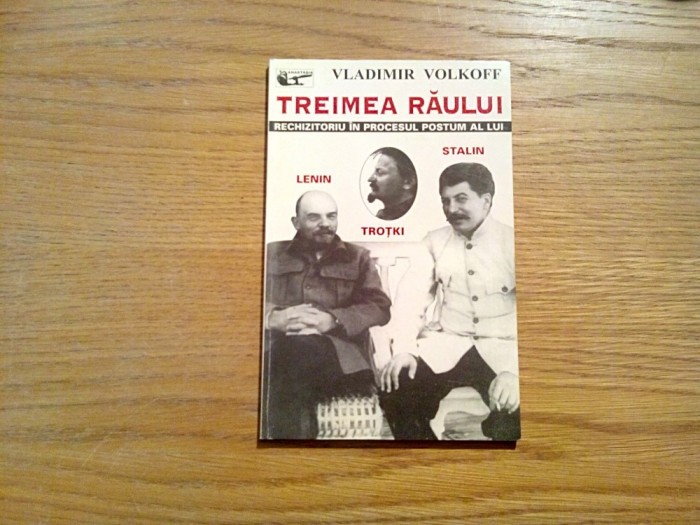 VLADIMIR VOLKOFF
TREIMEA RĂULUI
RECHIZITORIU ÎN PROCESUL POSTUM AL LUI
STALIN
LENIN
TROȚKI